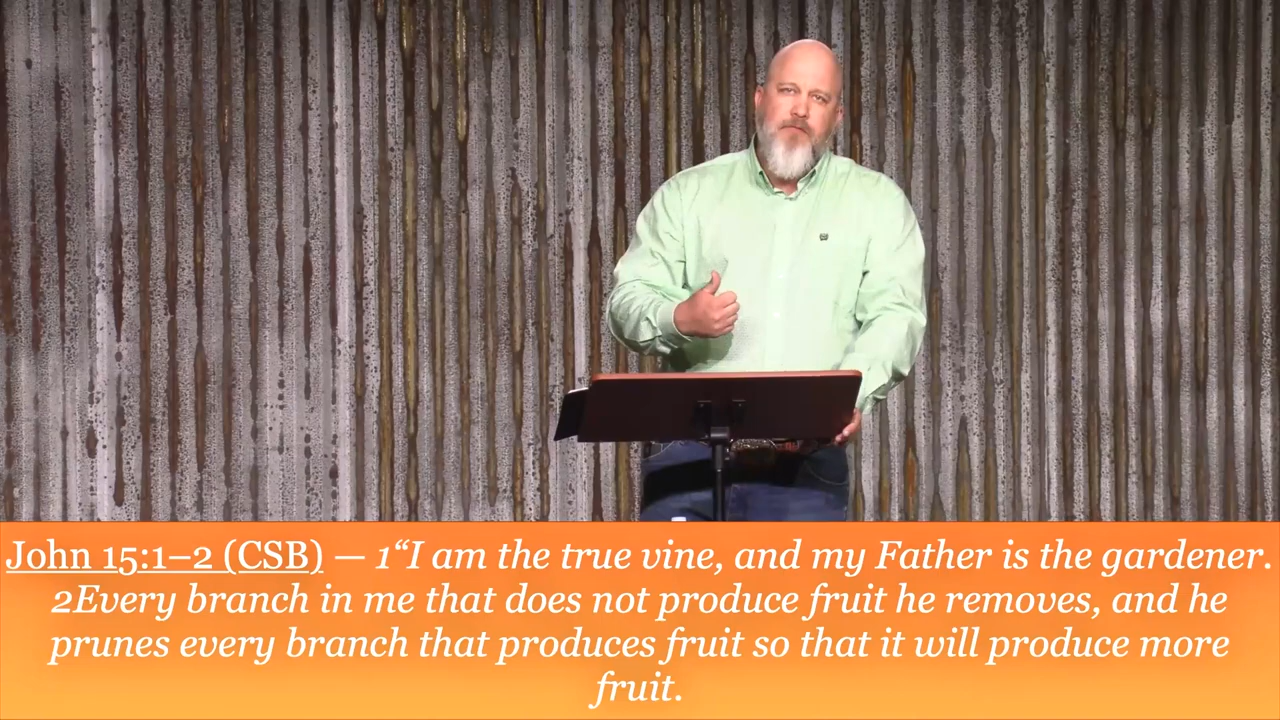 John 15:1–2 (CSB) — 1“I am the true vine, and my Father is the gardener.
2Every branch in me that does not produce fruit he removes, and he
prunes every branch that produces fruit so that it will produce more
fruit.